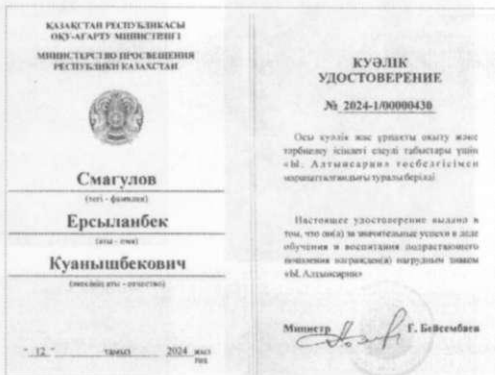 ҚАЗАҚСТАН РЕСПУБЛИКАСЫ
ОҚУ-АҒАРТУ МИНИСТРЛІГІ
МИНИСТЕРСТВО ПРОСВЕЩЕНИЯ
РЕСПУБЛИКИ КАЗАХСТАН
Смагулов
(тегі - фамилия)
Ерсыланбек
(аты - имя)
Куанышбекович
(әкесінің аты - отчество)
" 12 " тамыз 2024 жыл
год
КУӘЛІК
УДОСТОВЕРЕНИЕ
№ 2024-1/00000430
Осы куәлік жас ұрпақты оқыту және
тәрбиелеу ісіндегі елеулі табыстары үшін
«Ы. Алтынсарин» төсбелгісімен
марапатталғандығы туралы берілді
Настоящее удостоверение выдано в
том, что он(а) за значительные успехи в деле
обучения и воспитания подрастающего
поколения награжден(а) нагрудным знаком
«Ы. Алтынсарин»
Министр Г. Бейсембаев